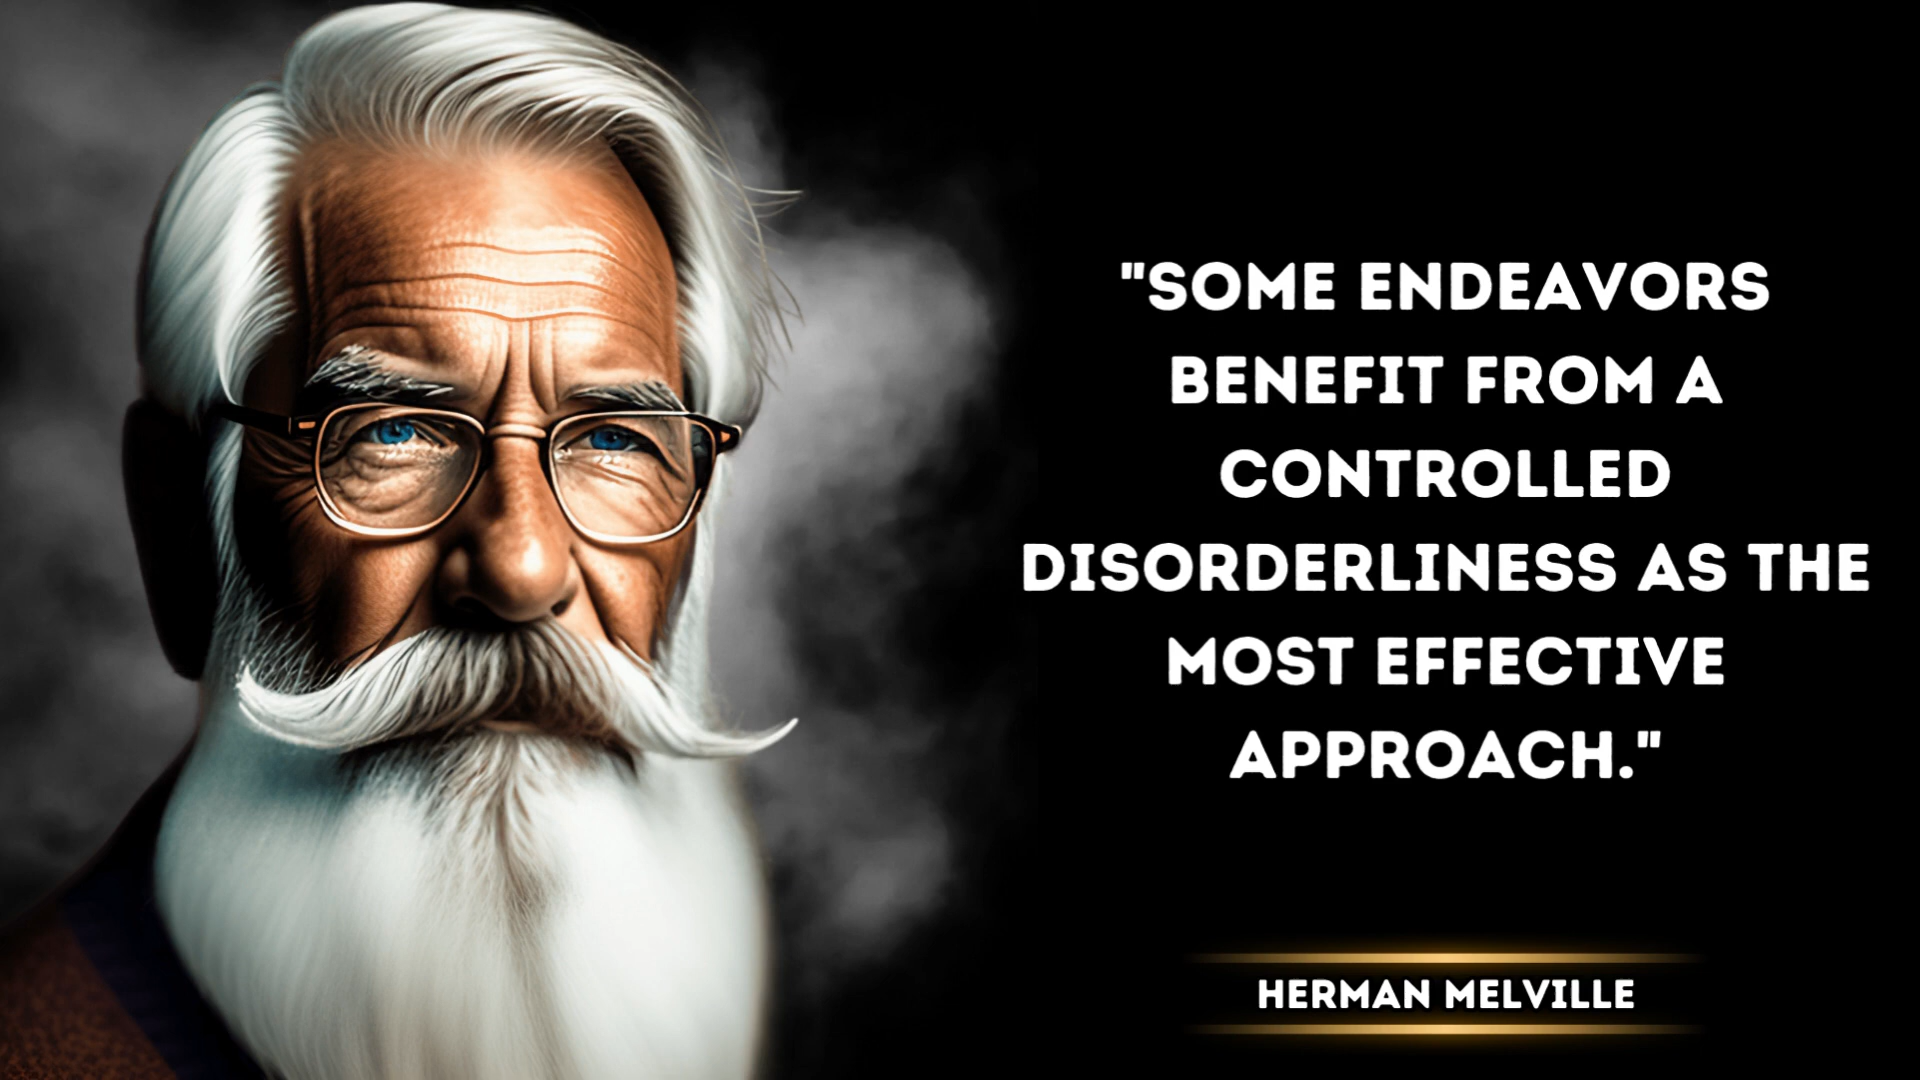 "SOME ENDEAVORS
BENEFIT FROM A
CONTROLLED
DISORDERLINESS AS THE
MOST EFFECTIVE
APPROACH."
HERMAN MELVILLE